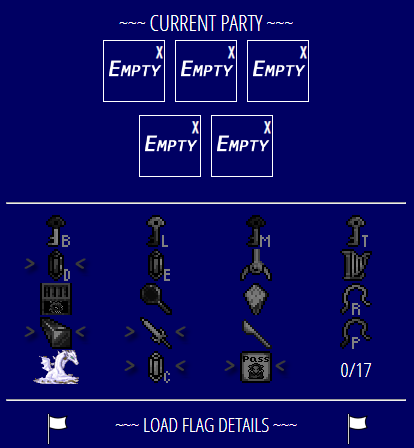 ~~~ CURRENT PARTY ~~~
X X X
EMPTY EMPTY EMPTY
X X
EMPTY EMPTY
B L M T
> D < E
R
> < > < P
> C < > Pass < 0/17
~~~ LOAD FLAG DETAILS ~~~